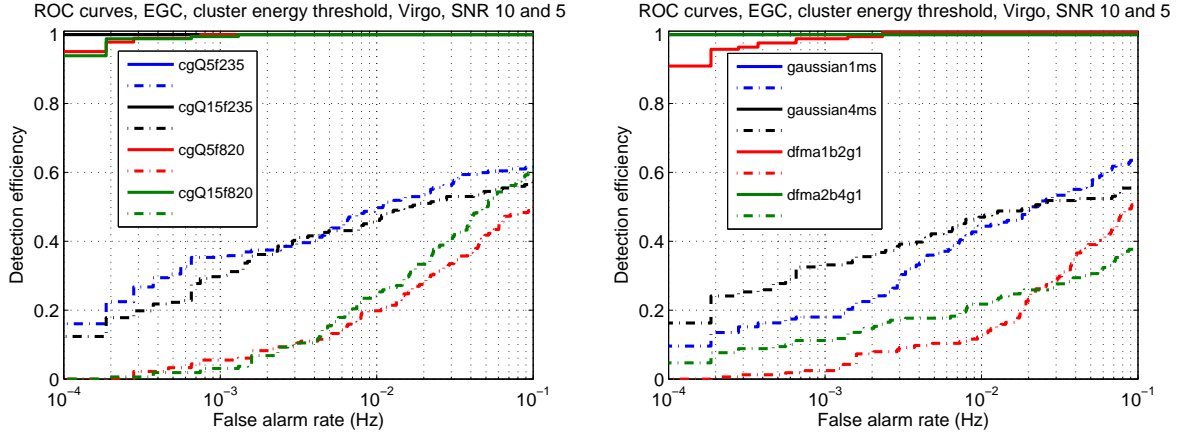 ROC curves, EGC, cluster energy threshold, Virgo, SNR 10 and 5
Detection efficiency
1
0.8
0.6
0.4
0.2
0
cgQ5f235
cgQ15f235
cgQ5f820
cgQ15f820
10^-4
10^-3
10^-2
10^-1
False alarm rate (Hz)
ROC curves, EGC, cluster energy threshold, Virgo, SNR 10 and 5
Detection efficiency
1
0.8
0.6
0.4
0.2
0
gaussian1ms
gaussian4ms
dfma1b2g1
dfma2b4g1
10^-4
10^-3
10^-2
10^-1
False alarm rate (Hz)